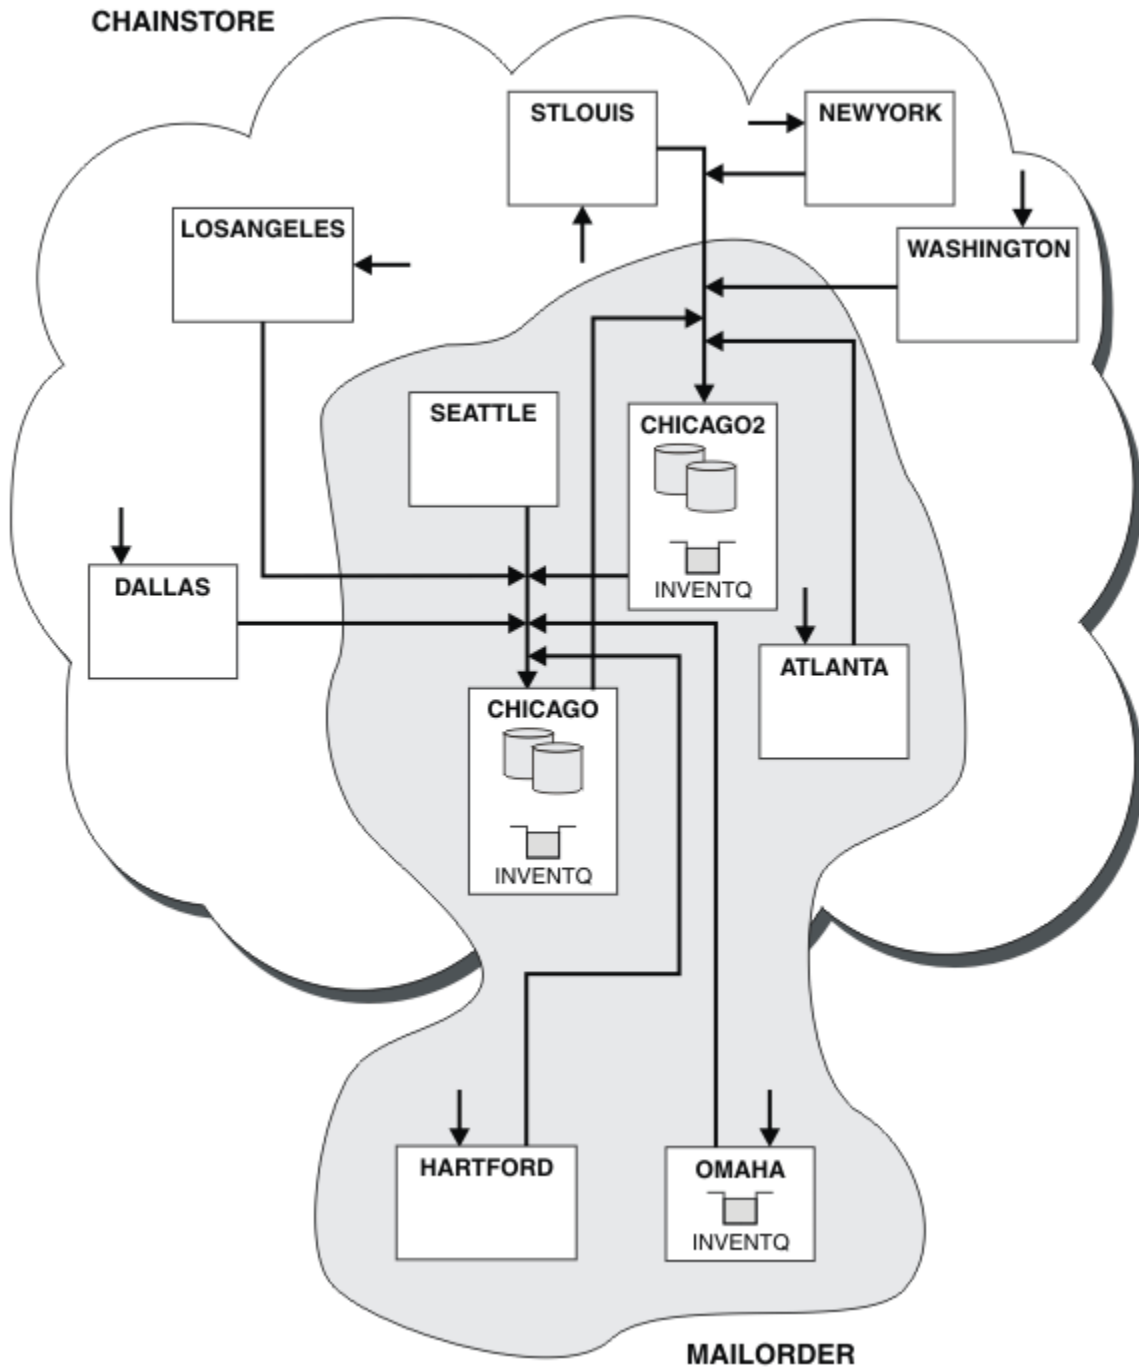 CHAINSTORE
STLOUIS
NEWYORK
LOSANGELES
WASHINGTON
SEATTLE
CHICAGO2
INVENTQ
DALLAS
ATLANTA
CHICAGO
INVENTQ
HARTFORD
OMAHA
INVENTQ
MAILORDER